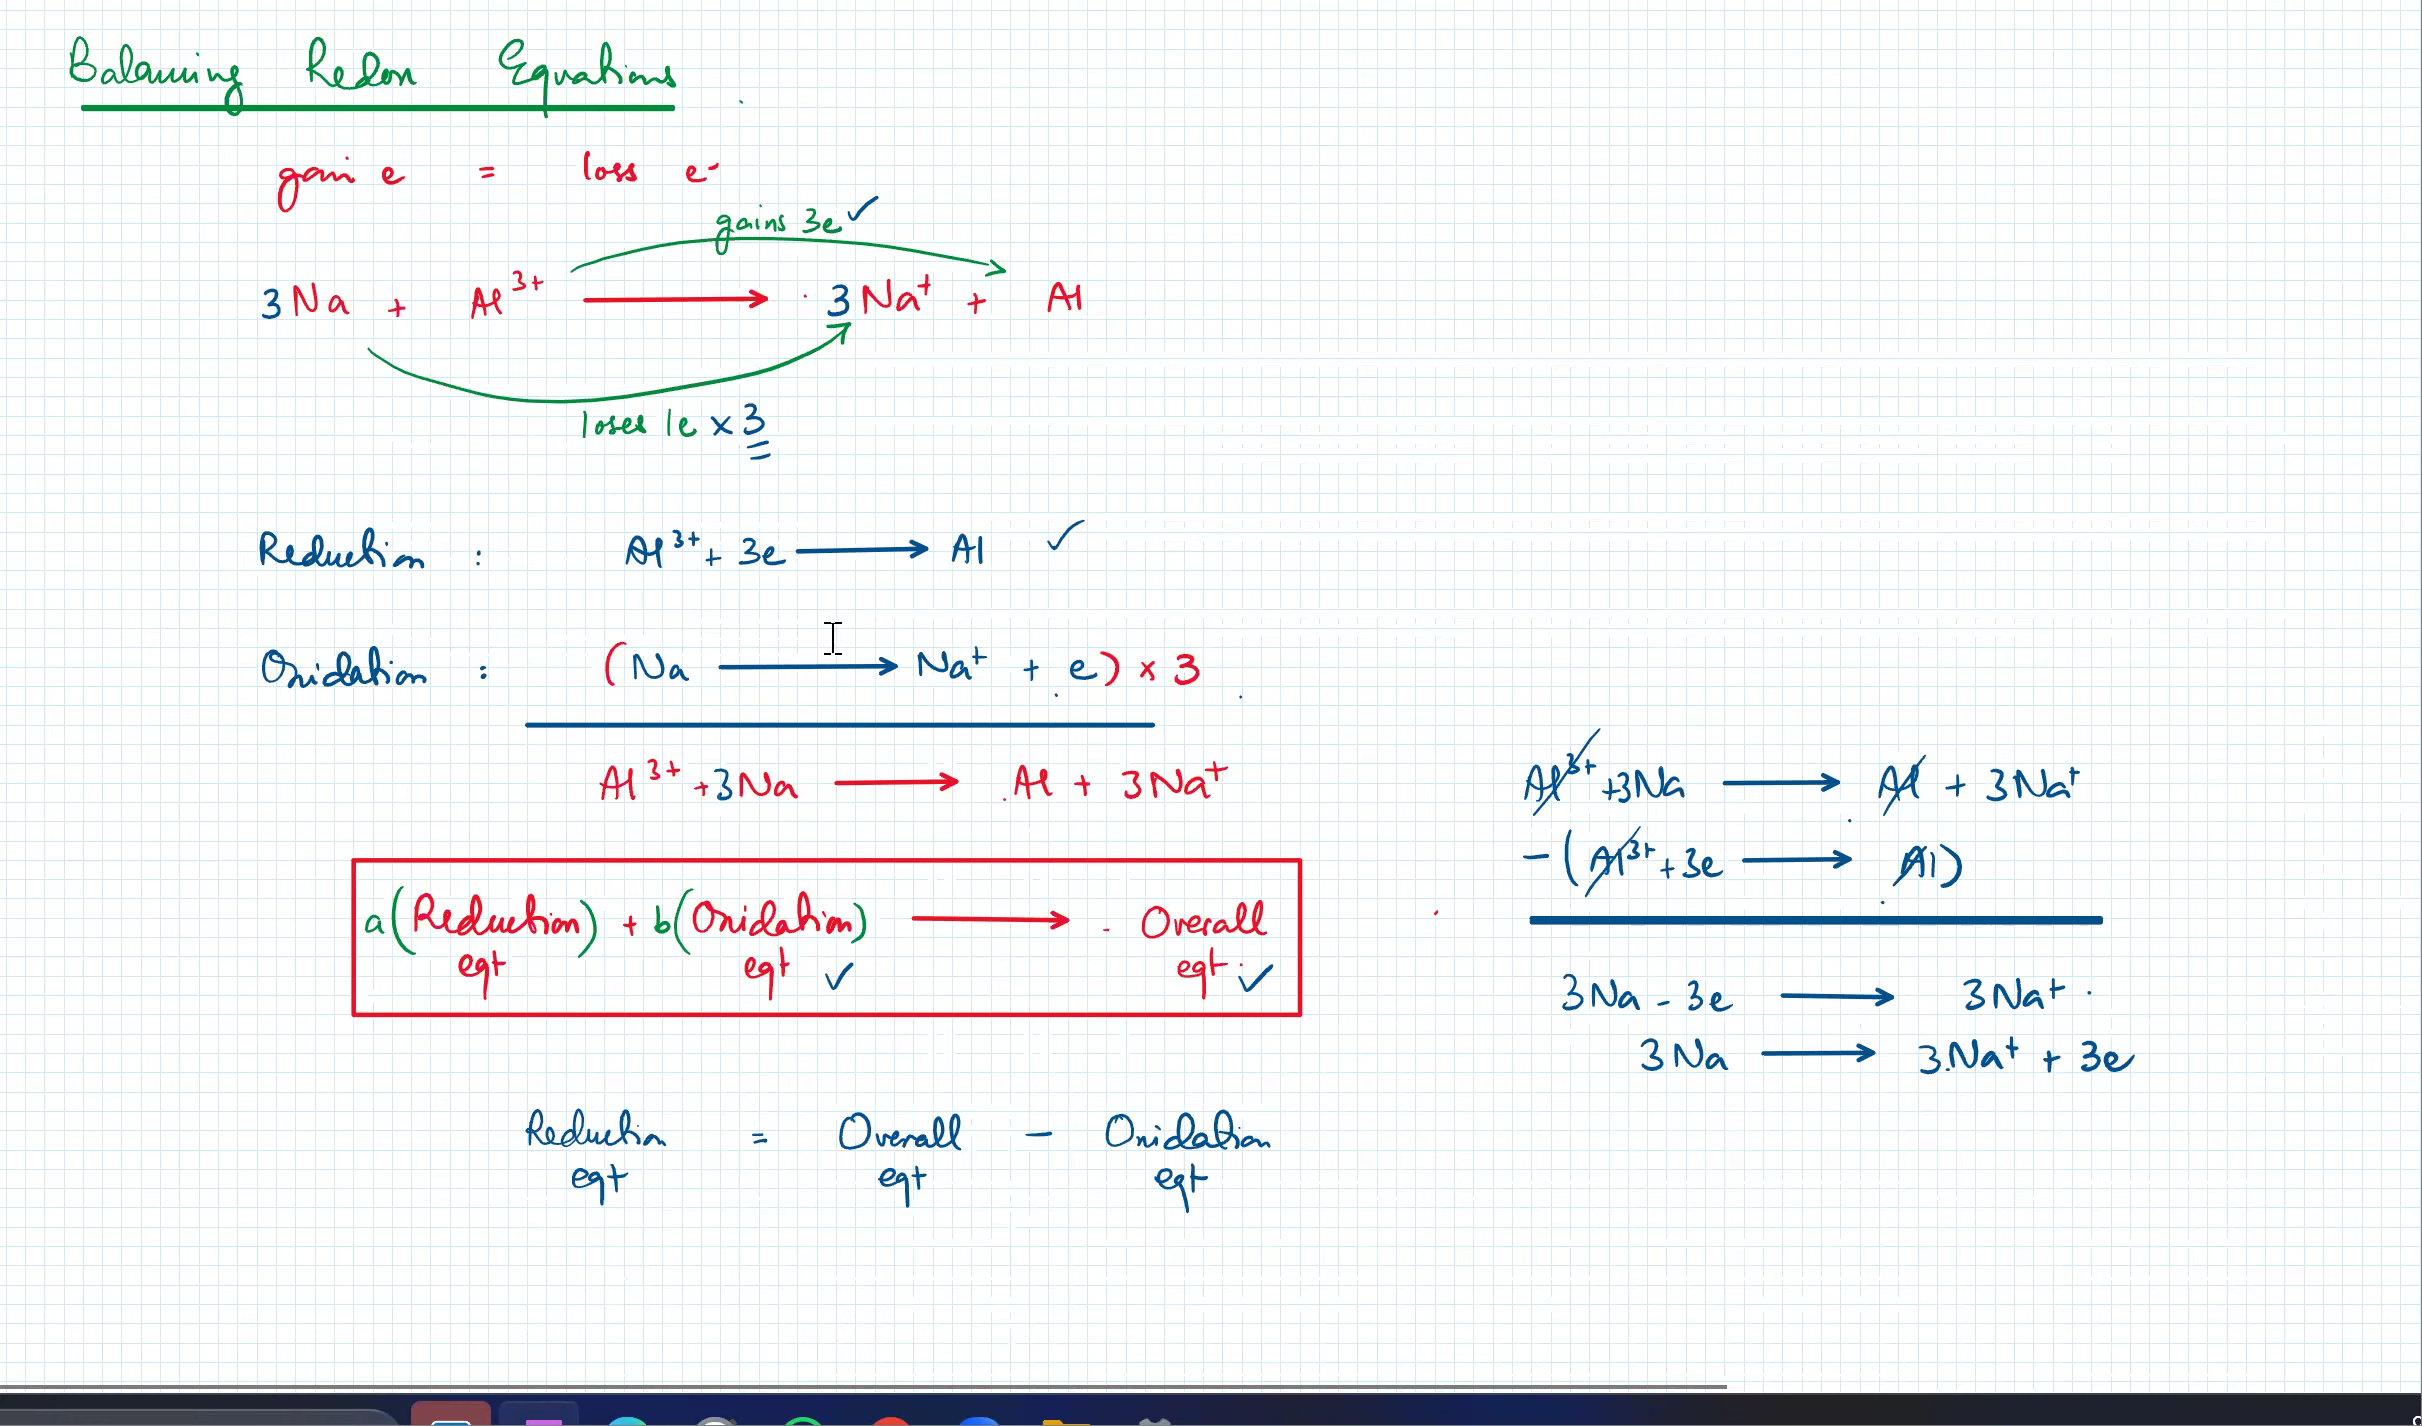 Balancing Redox Equations
gain e = loss e⁻
gains 3e ✓
3Na + Al³⁺ ⟶ 3Na⁺ + Al
loses 1e × 3
Reduction : Al³⁺ + 3e ⟶ Al ✓
Oxidation : (Na ⟶ Na⁺ + e) × 3
Al³⁺ + 3Na ⟶ Al + 3Na⁺
a(Reduction) + b(Oxidation) ⟶ Overall
eqt eqt ✓ eqt ✓
Reduction = Overall − Oxidation
eqt eqt eqt
Al³⁺ + 3Na ⟶ Al + 3Na⁺
− (Al³⁺ + 3e ⟶ Al)
3Na − 3e ⟶ 3Na⁺
3Na ⟶ 3Na⁺ + 3e